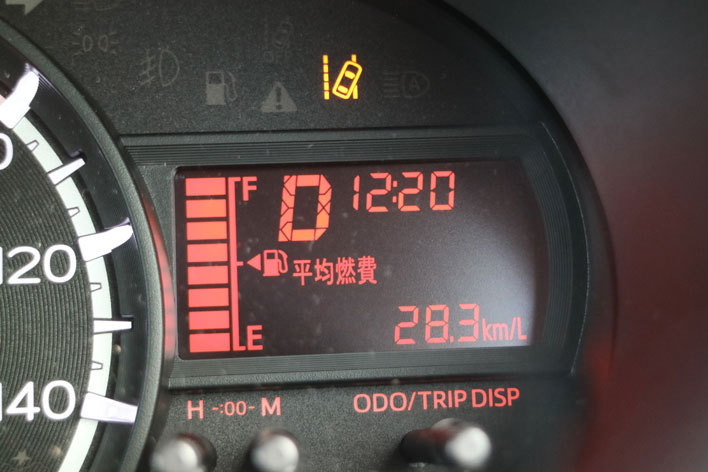 F
D 12:20
平均燃費
E 28.3km/L
120
140
H -:00- M ODO/TRIP DISP